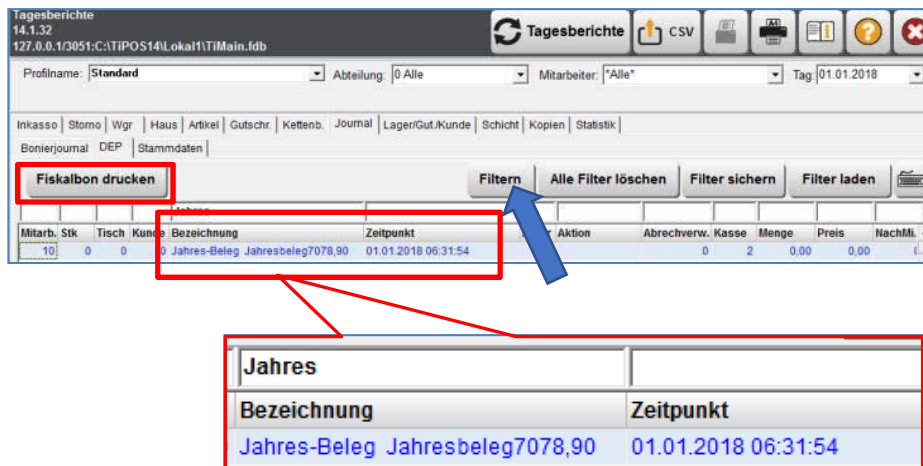 Tagesberichte
14.1.32
127.0.0.1/3051:C:\TiPOS14\Lokal1\TiMain.fdb
Tagesberichte CSV
Profilname: Standard Abteilung: 0 Alle Mitarbeiter: *Alle* Tag: 01.01.2018
Inkasso Storno Wgr Haus Artikel Gutschr. Kettenb. Journal Lager/Gut./Kunde Schicht Kopien Statistik
Bonierjournal DEP Stammdaten
Fiskalbon drucken Filtern Alle Filter löschen Filter sichern Filter laden
Jahres
Mitarb. Stk Tisch Kunde Bezeichnung Zeitpunkt Aktion Abrechverw. Kasse Menge Preis NachMi.
10 0 0 0 Jahres-Beleg Jahresbeleg7078,90 01.01.2018 06:31:54 0 2 0,00 0,00
Jahres
Bezeichnung Zeitpunkt
Jahres-Beleg Jahresbeleg7078,90 01.01.2018 06:31:54